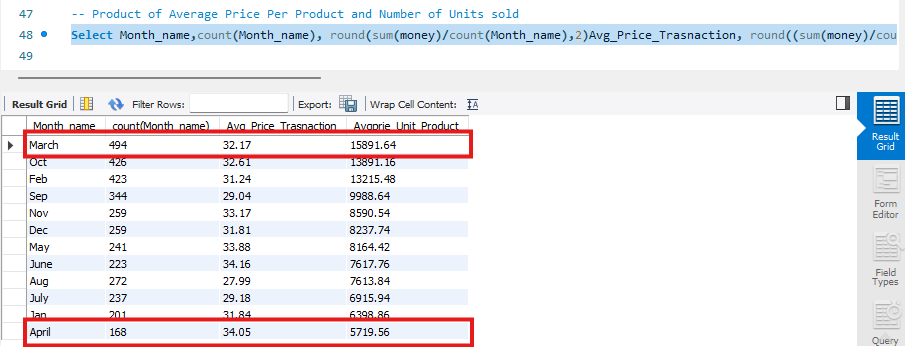 47 -- Product of Average Price Per Product and Number of Units sold
48 Select Month_name,count(Month_name), round(sum(money)/count(Month_name),2)Avg_Price_Trasnaction, round((sum(money)/cou
49
Result Grid Filter Rows: Export: Wrap Cell Content: IA
Month_name count(Month_name) Avg_Price_Trasnaction Avgprie_Unit_Product
March 494 32.17 15891.64
Oct 426 32.61 13891.16
Feb 423 31.24 13215.48
Sep 344 29.04 9988.64
Nov 259 33.17 8590.54
Dec 259 31.81 8237.74
May 241 33.88 8164.42
June 223 34.16 7617.76
Aug 272 27.99 7613.84
July 237 29.18 6915.94
Jan 201 31.84 6398.86
April 168 34.05 5719.56
Result
Grid
Form
Editor
Field
Types
Query